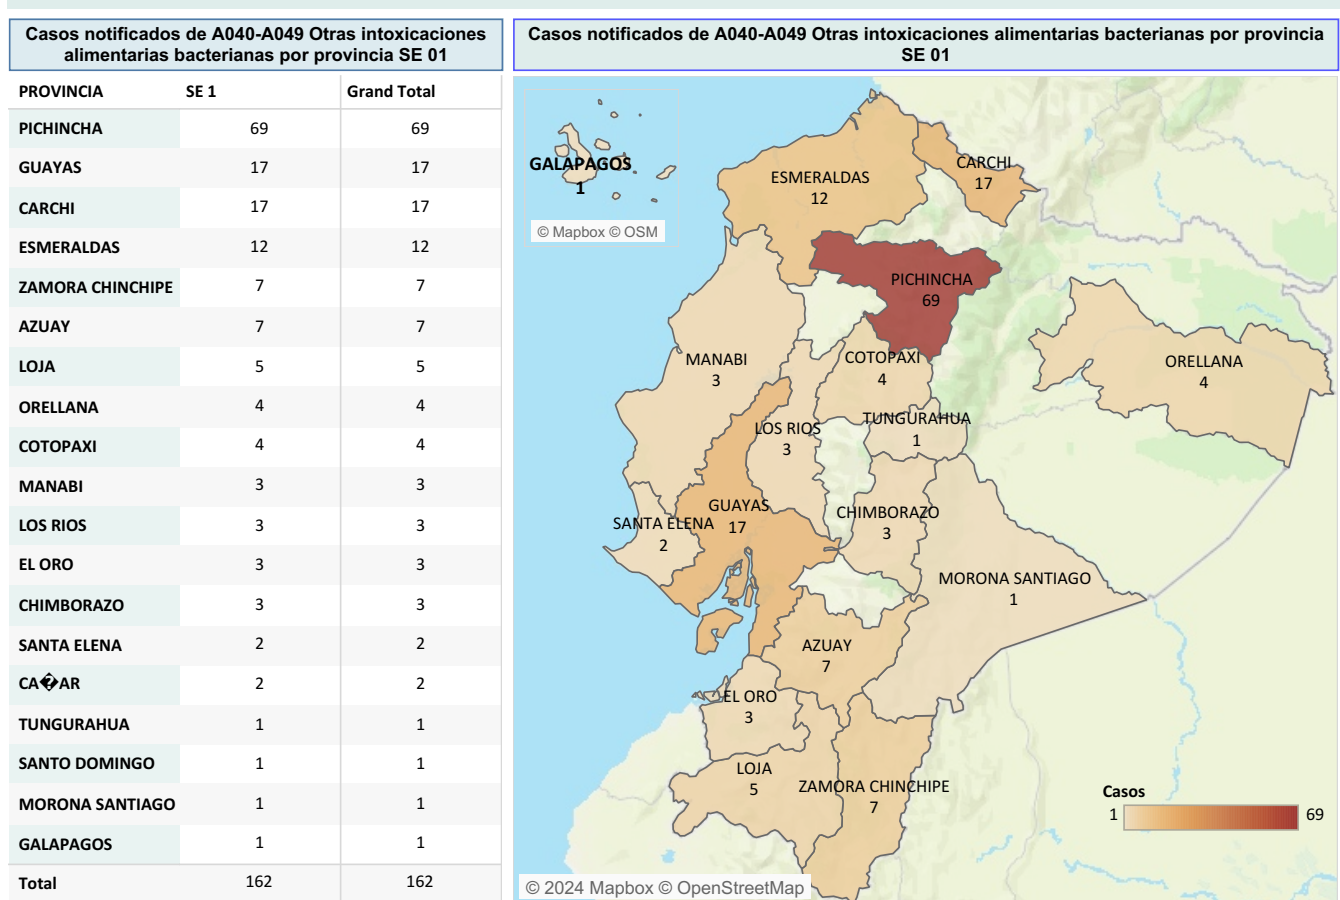 Casos notificados de A040-A049 Otras intoxicaciones
alimentarias bacterianas por provincia SE 01
PROVINCIA SE 1 Grand Total
PICHINCHA 69 69
GUAYAS 17 17
CARCHI 17 17
ESMERALDAS 12 12
ZAMORA CHINCHIPE 7 7
AZUAY 7 7
LOJA 5 5
ORELLANA 4 4
COTOPAXI 4 4
MANABI 3 3
LOS RIOS 3 3
EL ORO 3 3
CHIMBORAZO 3 3
SANTA ELENA 2 2
CA�AR 2 2
TUNGURAHUA 1 1
SANTO DOMINGO 1 1
MORONA SANTIAGO 1 1
GALAPAGOS 1 1
Total 162 162
Casos notificados de A040-A049 Otras intoxicaciones alimentarias bacterianas por provincia
SE 01
GALAPAGOS
1
© Mapbox © OSM
ESMERALDAS
12
CARCHI
17
PICHINCHA
69
MANABI
3
COTOPAXI
4
ORELLANA
4
TUNGURAHUA
1
LOS RIOS
3
GUAYAS
17
SANTA ELENA
2
CHIMBORAZO
3
MORONA SANTIAGO
1
AZUAY
7
EL ORO
3
LOJA
5
ZAMORA CHINCHIPE
7
Casos
1 69
© 2024 Mapbox © OpenStreetMap